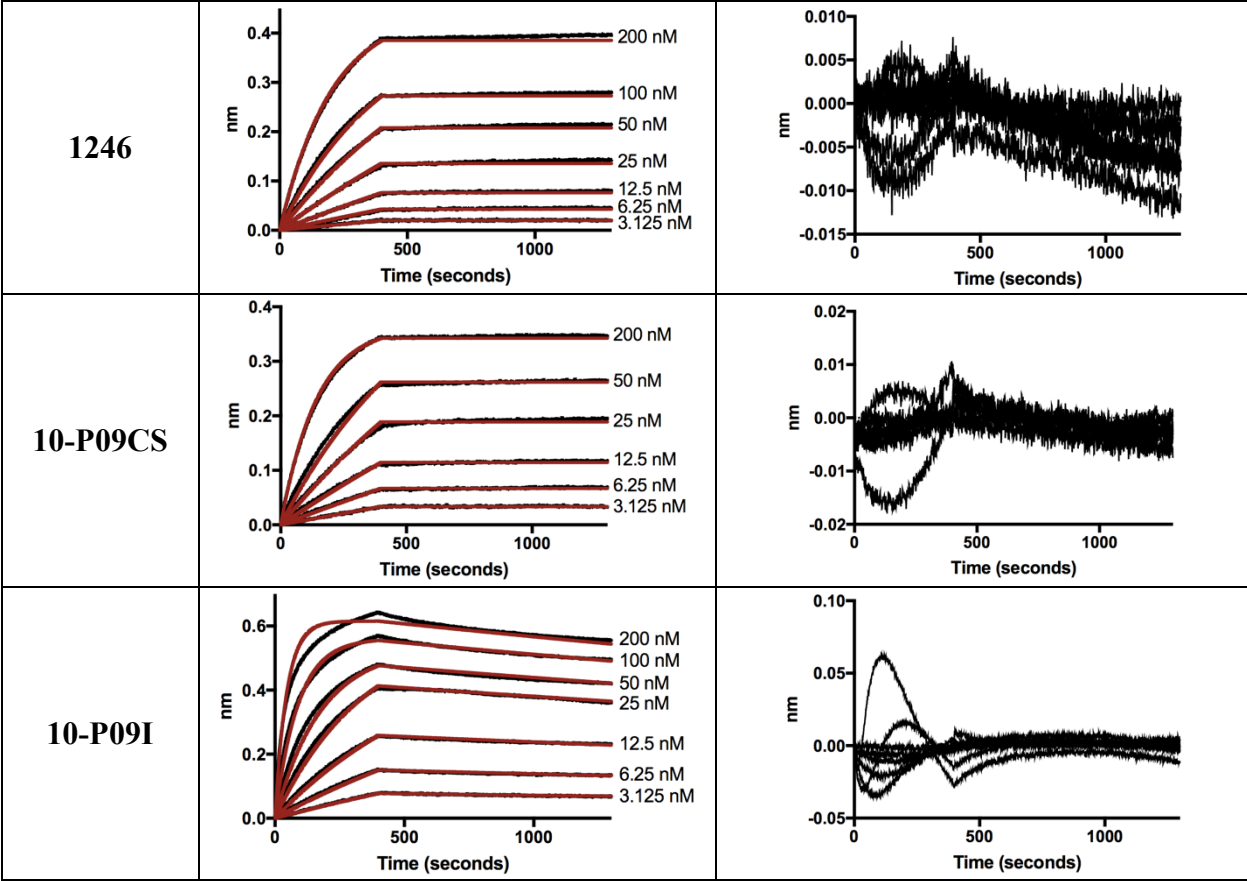 1246
nm
0.4
0.3
0.2
0.1
0.0
0
500
1000
Time (seconds)
200 nM
100 nM
50 nM
25 nM
12.5 nM
6.25 nM
3.125 nM
nm
0.010
0.005
0.000
-0.005
-0.010
-0.015
0
500
1000
Time (seconds)
10-P09CS
nm
0.4
0.3
0.2
0.1
0.0
0
500
1000
Time (seconds)
200 nM
50 nM
25 nM
12.5 nM
6.25 nM
3.125 nM
nm
0.02
0.01
0.00
-0.01
-0.02
0
500
1000
Time (seconds)
10-P09I
nm
0.6
0.4
0.2
0.0
0
500
1000
Time (seconds)
200 nM
100 nM
50 nM
25 nM
12.5 nM
6.25 nM
3.125 nM
nm
0.10
0.05
0.00
-0.05
0
500
1000
Time (seconds)